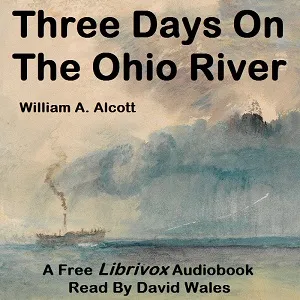 Three Days On
The Ohio River
William A. Alcott
A Free Librivox Audiobook
Read By David Wales